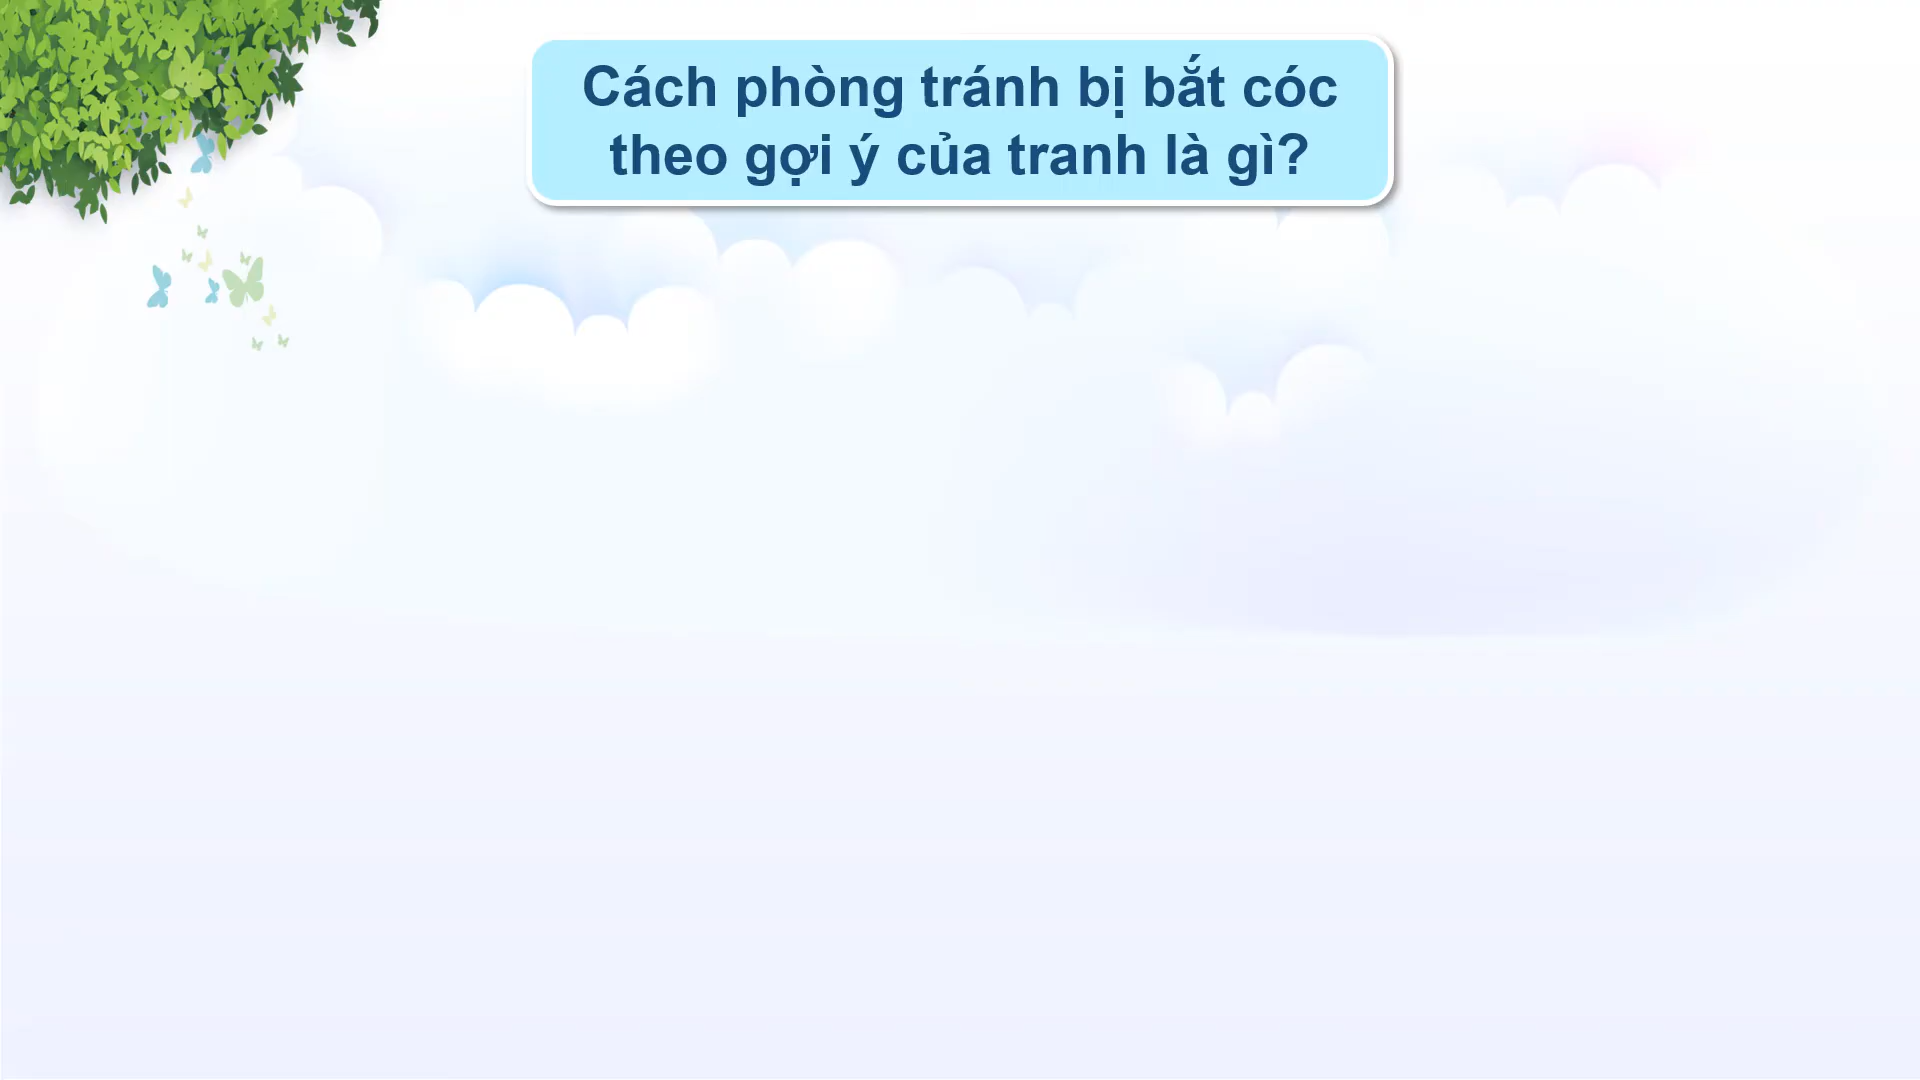 Cách phòng tránh bị bắt cóc
theo gợi ý của tranh là gì?